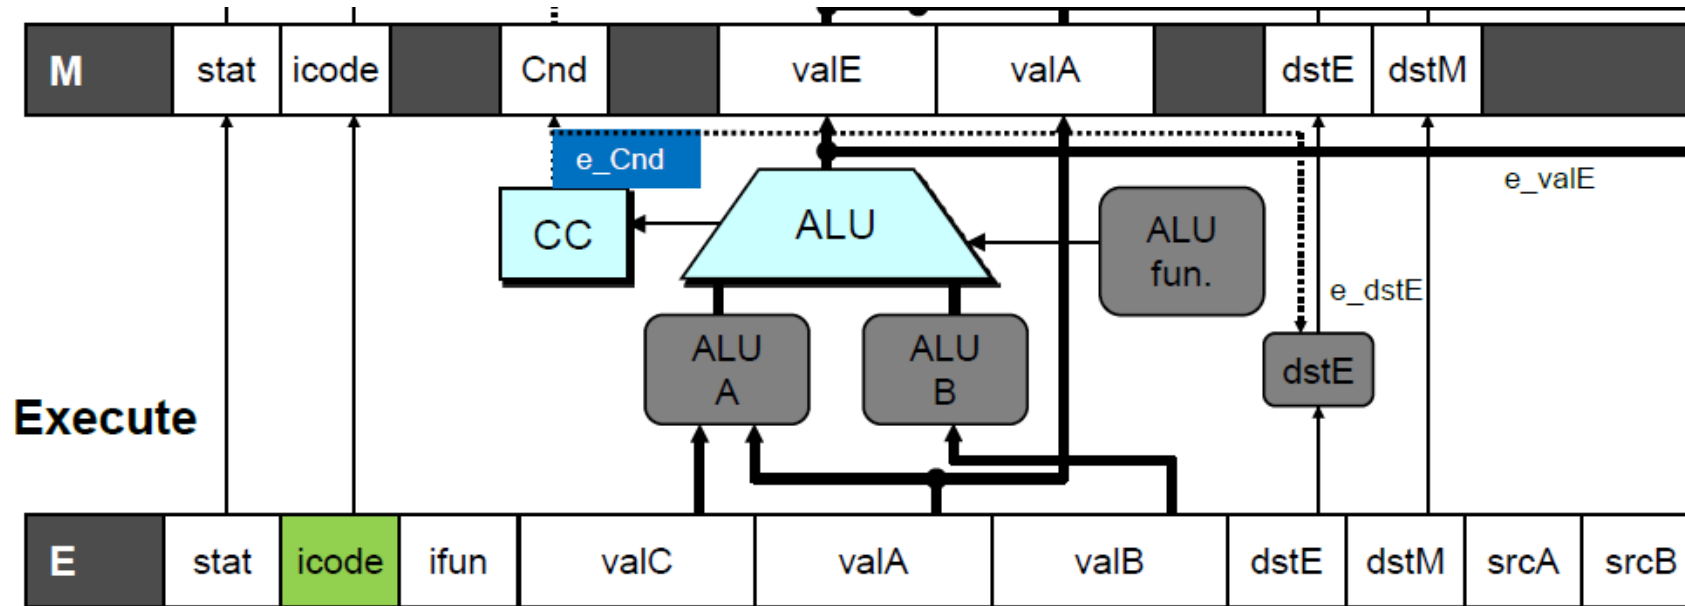 M stat icode Cnd valE valA dstE dstM
e_Cnd
e_valE
CC
ALU
ALU
fun.
e_dstE
ALU
A
ALU
B
dstE
Execute
E stat icode ifun valC valA valB dstE dstM srcA srcB